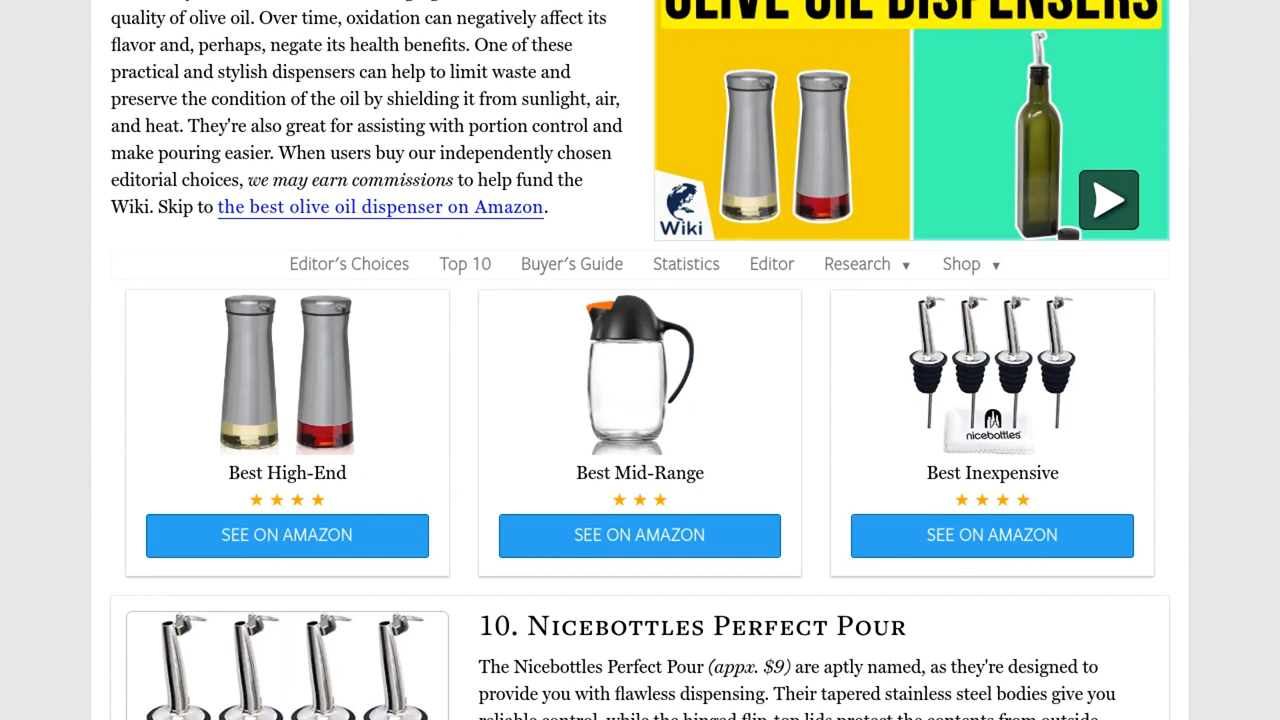 quality of olive oil. Over time, oxidation can negatively affect its
flavor and, perhaps, negate its health benefits. One of these
practical and stylish dispensers can help to limit waste and
preserve the condition of the oil by shielding it from sunlight, air,
and heat. They're also great for assisting with portion control and
make pouring easier. When users buy our independently chosen
editorial choices, we may earn commissions to help fund the
Wiki. Skip to the best olive oil dispenser on Amazon.
OLIVE OIL DISPENSERS
Wiki
Editor's Choices Top 10 Buyer's Guide Statistics Editor Research ▼ Shop ▼
nicebottles
Best High-End Best Mid-Range Best Inexpensive
★ ★ ★ ★ ★ ★ ★ ★ ★ ★ ★
SEE ON AMAZON SEE ON AMAZON SEE ON AMAZON
10. Nicebottles Perfect Pour
The Nicebottles Perfect Pour (appx. $9) are aptly named, as they're designed to
provide you with flawless dispensing. Their tapered stainless steel bodies give you
reliable control, while the hinged flip-top lids protect the contents from outside